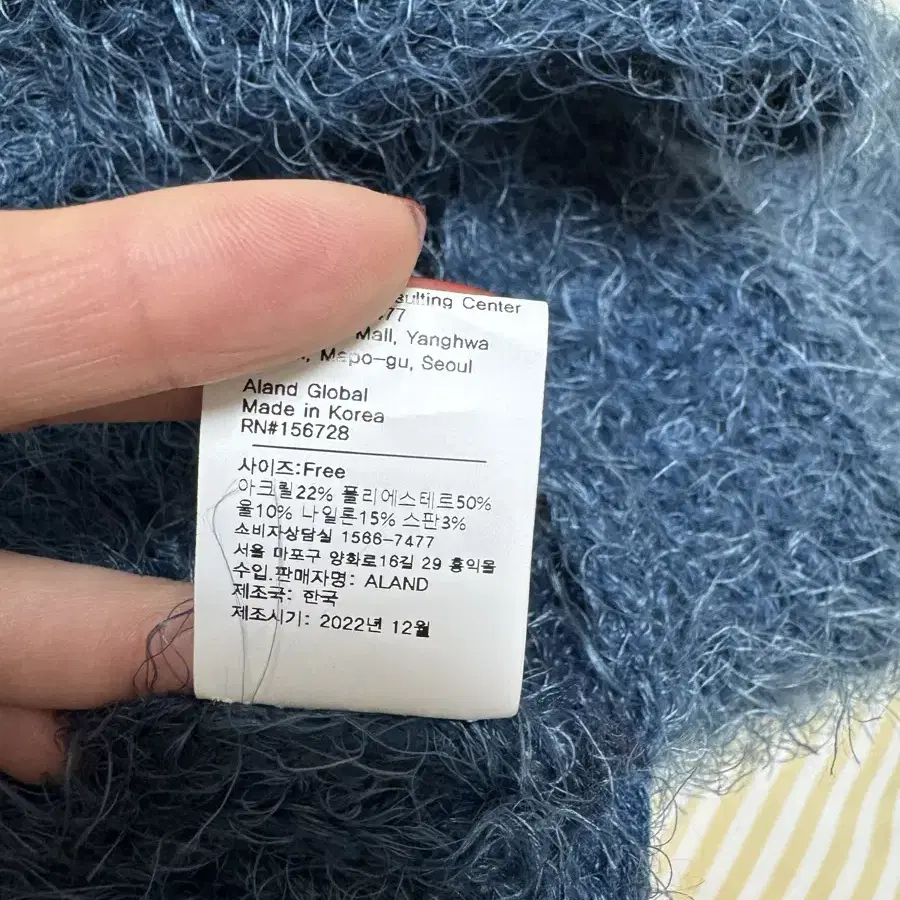 sulting Center
77
Mall, Yanghwa
, Mapo-gu, Seoul
Aland Global
Made in Korea
RN#156728
사이즈:Free
아크릴22% 폴리에스테르50%
울10% 나일론15% 스판3%
소비자상담실 1566-7477
서울 마포구 양화로16길 29 홍익몰
수입.판매자명: ALAND
제조국: 한국
제조시기: 2022년 12월